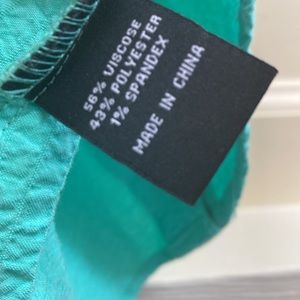 56% VISCOSE
43% POLYESTER
1% SPANDEX
MADE IN CHINA